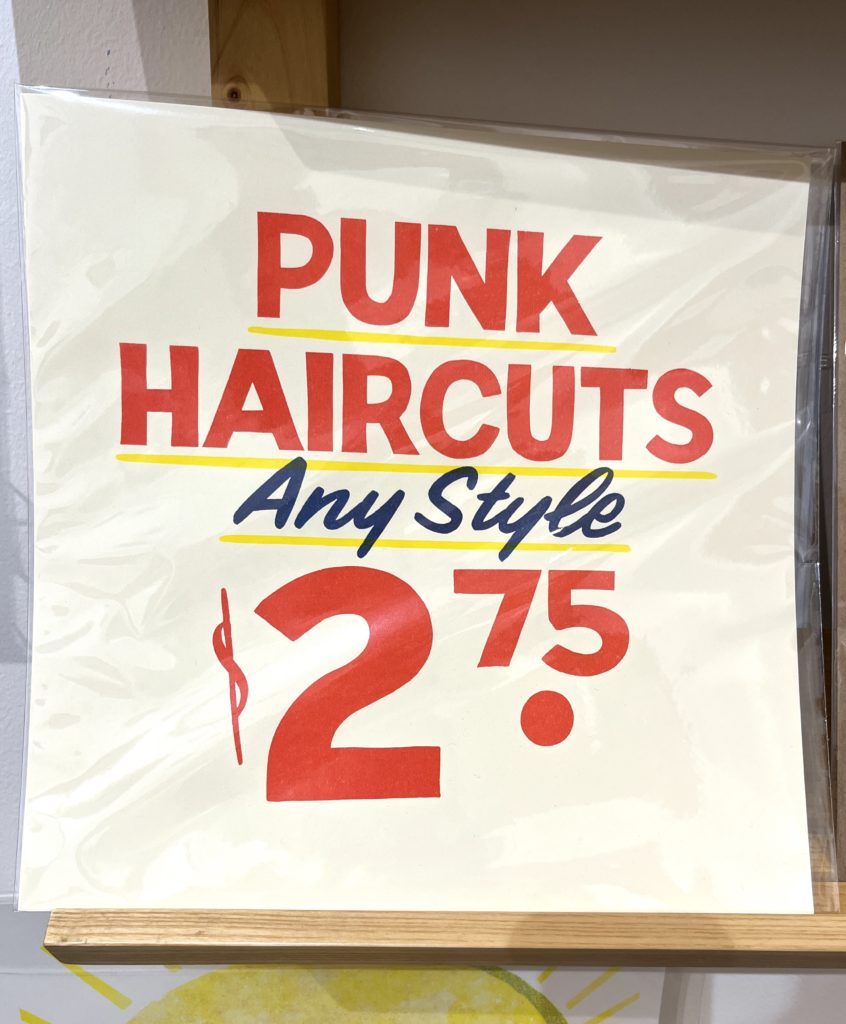 PUNK
HAIRCUTS
Any Style
$2.75